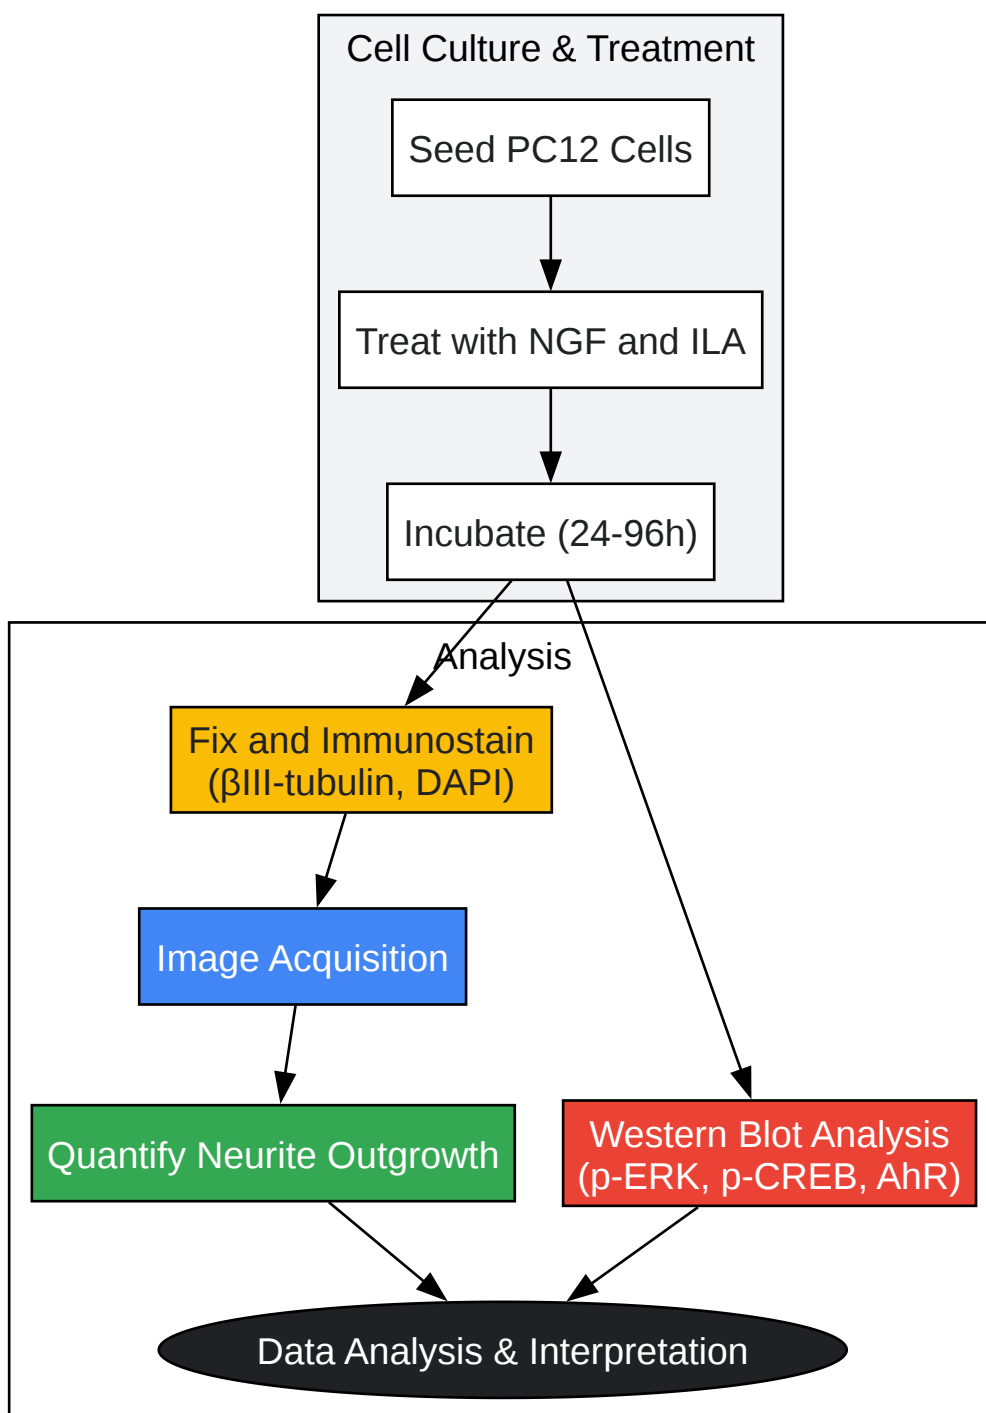 Cell Culture & Treatment
Seed PC12 Cells
Treat with NGF and ILA
Incubate (24-96h)
Analysis
Fix and Immunostain
(βIII-tubulin, DAPI)
Image Acquisition
Quantify Neurite Outgrowth
Western Blot Analysis
(p-ERK, p-CREB, AhR)
Data Analysis & Interpretation